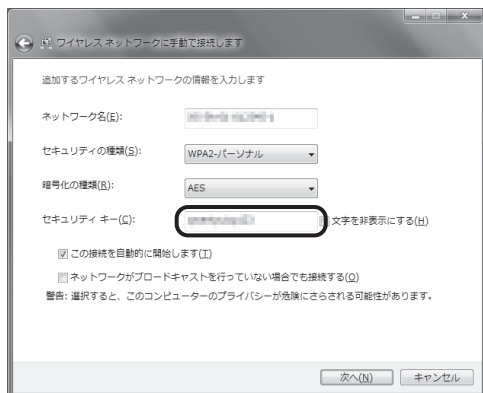 ワイヤレス ネットワークに手動で接続します
追加するワイヤレス ネットワークの情報を入力します
ネットワーク名(E):
セキュリティの種類(S): WPA2-パーソナル
暗号化の種類(R): AES
セキュリティ キー(C): 文字を非表示にする(H)
この接続を自動的に開始します(T)
ネットワークがブロードキャストを行っていない場合でも接続する(O)
警告: 選択すると、このコンピューターのプライバシーが危険にさらされる可能性があります。
次へ(N) キャンセル